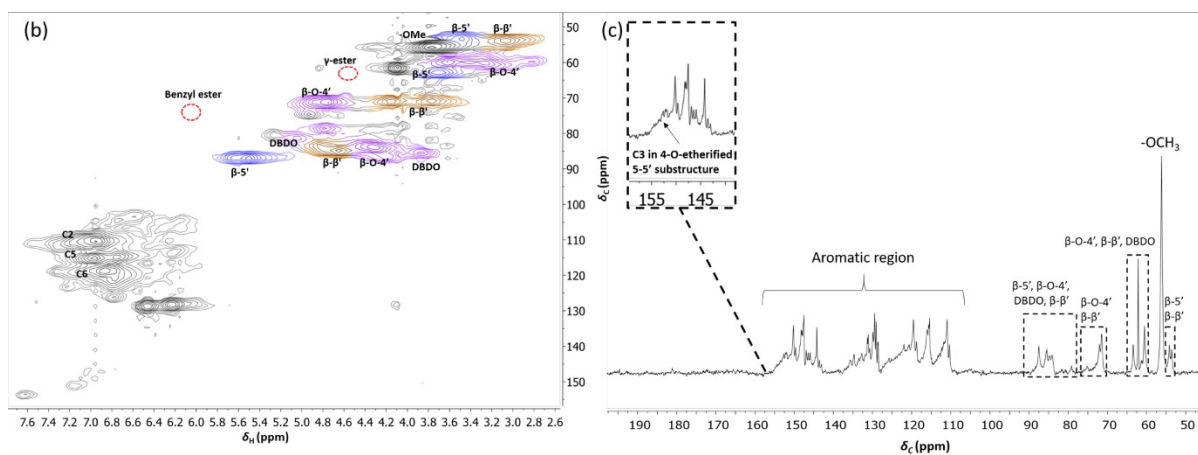 (b)
-OMe
β-5'
β-β'
γ-ester
β-5'
β-O-4'
Benzyl ester
β-O-4'
β-β'
DBDO
β-5'
β-β'
β-O-4'
DBDO
C2
C5
C6
50
60
70
80
90
100
110
120
130
140
150
δC (ppm)
7.6 7.4 7.2 7.0 6.8 6.6 6.4 6.2 6.0 5.8 5.6 5.4 5.2 5.0 4.8 4.6 4.4 4.2 4.0 3.8 3.6 3.4 3.2 3.0 2.8 2.6
δH (ppm)
(c)
C3 in 4-O-etherified
5-5' substructure
155 145
-OCH3
Aromatic region
β-O-4', β-β', DBDO
β-5', β-O-4',
DBDO, β-β'
β-O-4'
β-β'
β-5'
β-β'
190 180 170 160 150 140 130 120 110 100 90 80 70 60 50
δC (ppm)